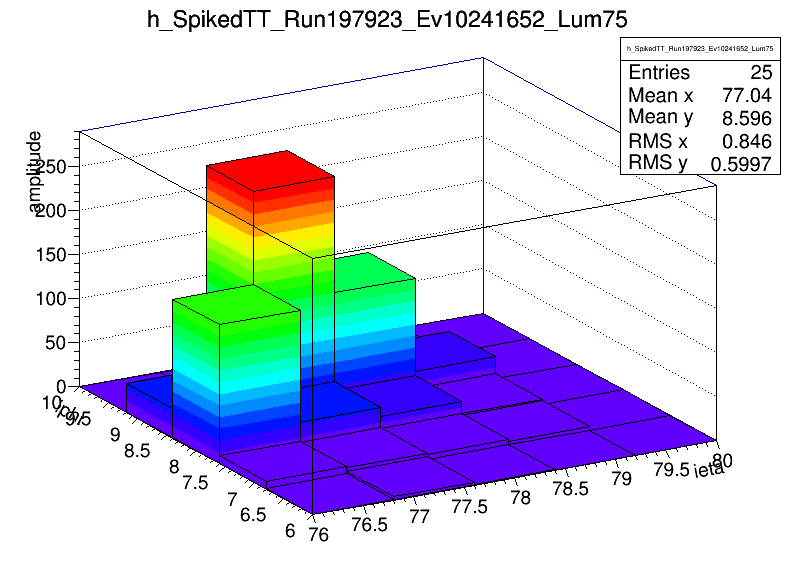 h_SpikedTT_Run197923_Ev10241652_Lum75
h_SpikedTT_Run197923_Ev10241652_Lum75
Entries 25
Mean x 77.04
Mean y 8.596
RMS x 0.846
RMS y 0.5997
amplitude
250
200
150
100
50
0
10
iphi
9.5
9
8.5
8
7.5
7
6.5
6
76
76.5
77
77.5
78
78.5
79
79.5
ieta
80